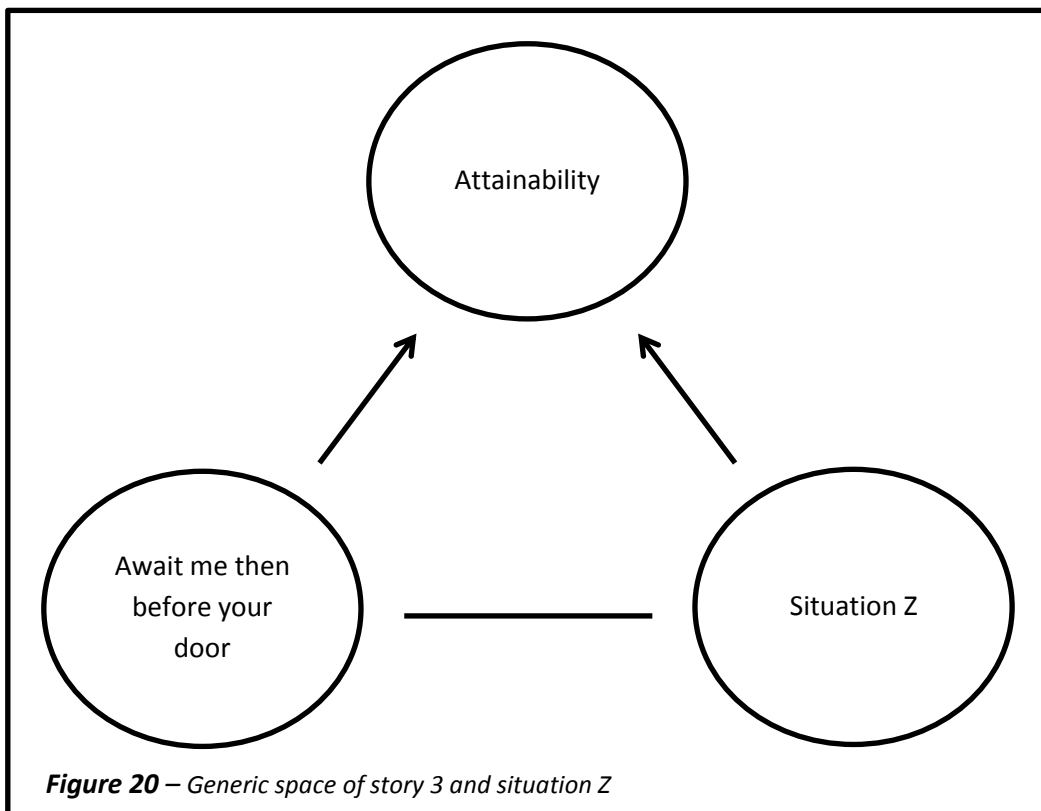 Attainability
Await me then
before your
door
Situation Z
Figure 20 – Generic space of story 3 and situation Z